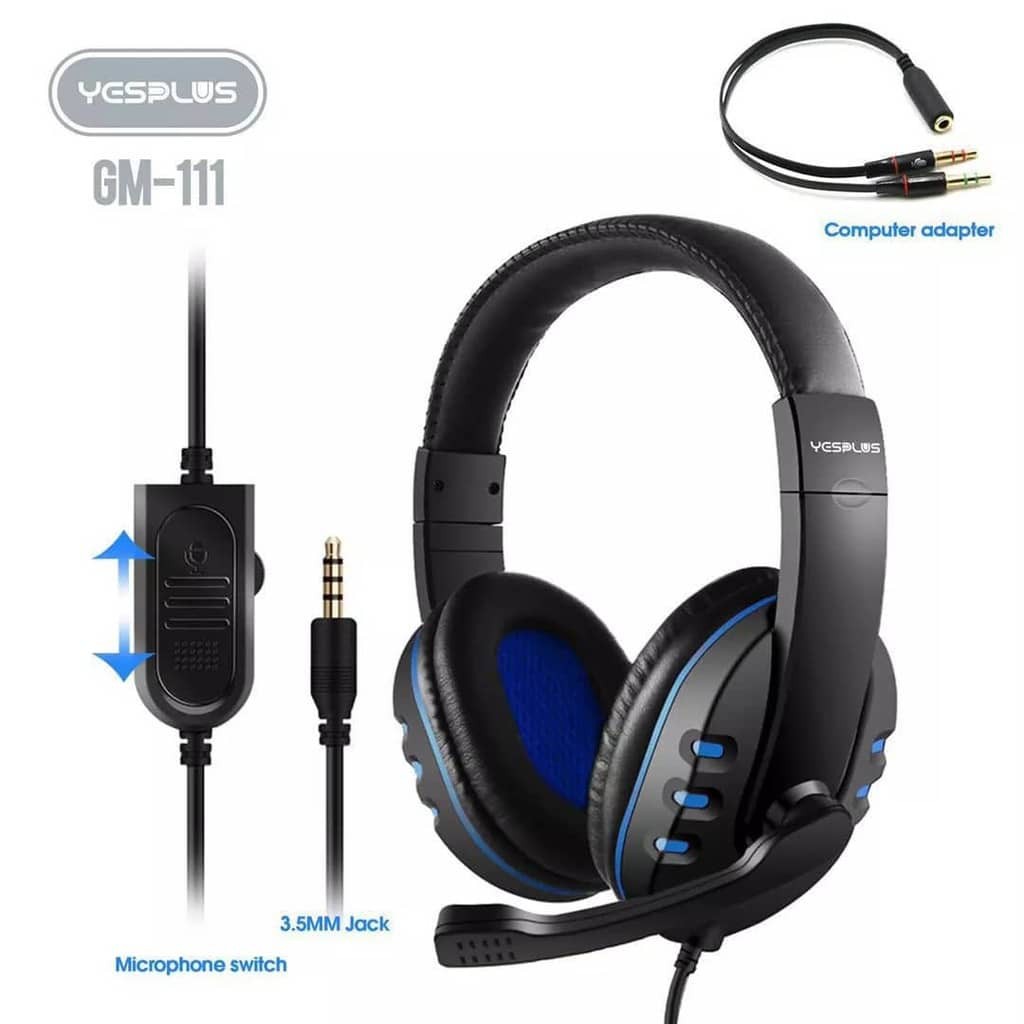 YESPLUS
GM-111
Computer adapter
YESPLUS
3.5MM Jack
Microphone switch